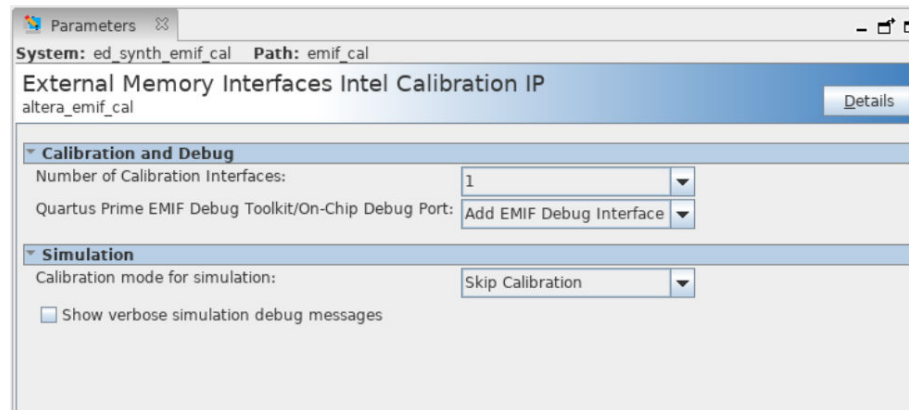 Parameters
System: ed_synth_emif_cal Path: emif_cal
External Memory Interfaces Intel Calibration IP
altera_emif_cal
Details
Calibration and Debug
Number of Calibration Interfaces: 1
Quartus Prime EMIF Debug Toolkit/On-Chip Debug Port: Add EMIF Debug Interface
Simulation
Calibration mode for simulation: Skip Calibration
Show verbose simulation debug messages